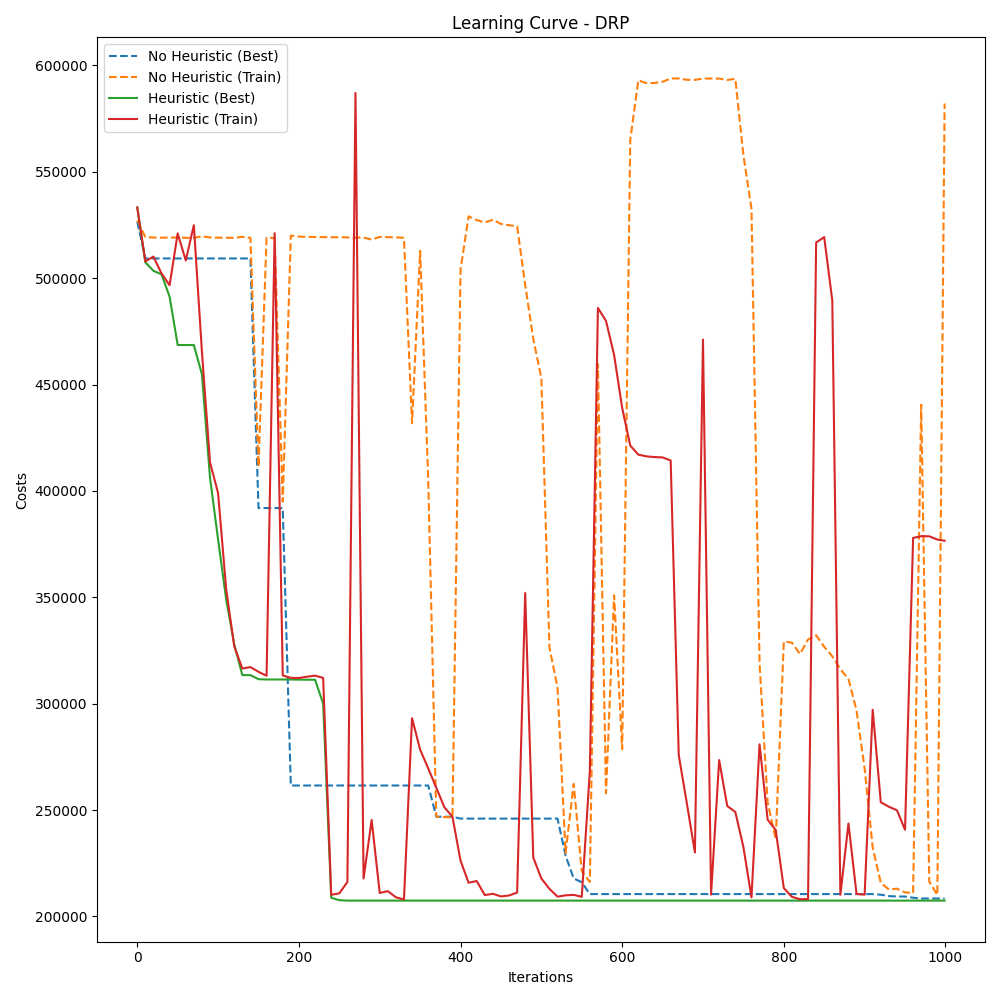 Learning Curve - DRP
No Heuristic (Best)
No Heuristic (Train)
Heuristic (Best)
Heuristic (Train)
600000
550000
500000
450000
400000
350000
300000
250000
200000
Costs
0 200 400 600 800 1000
Iterations